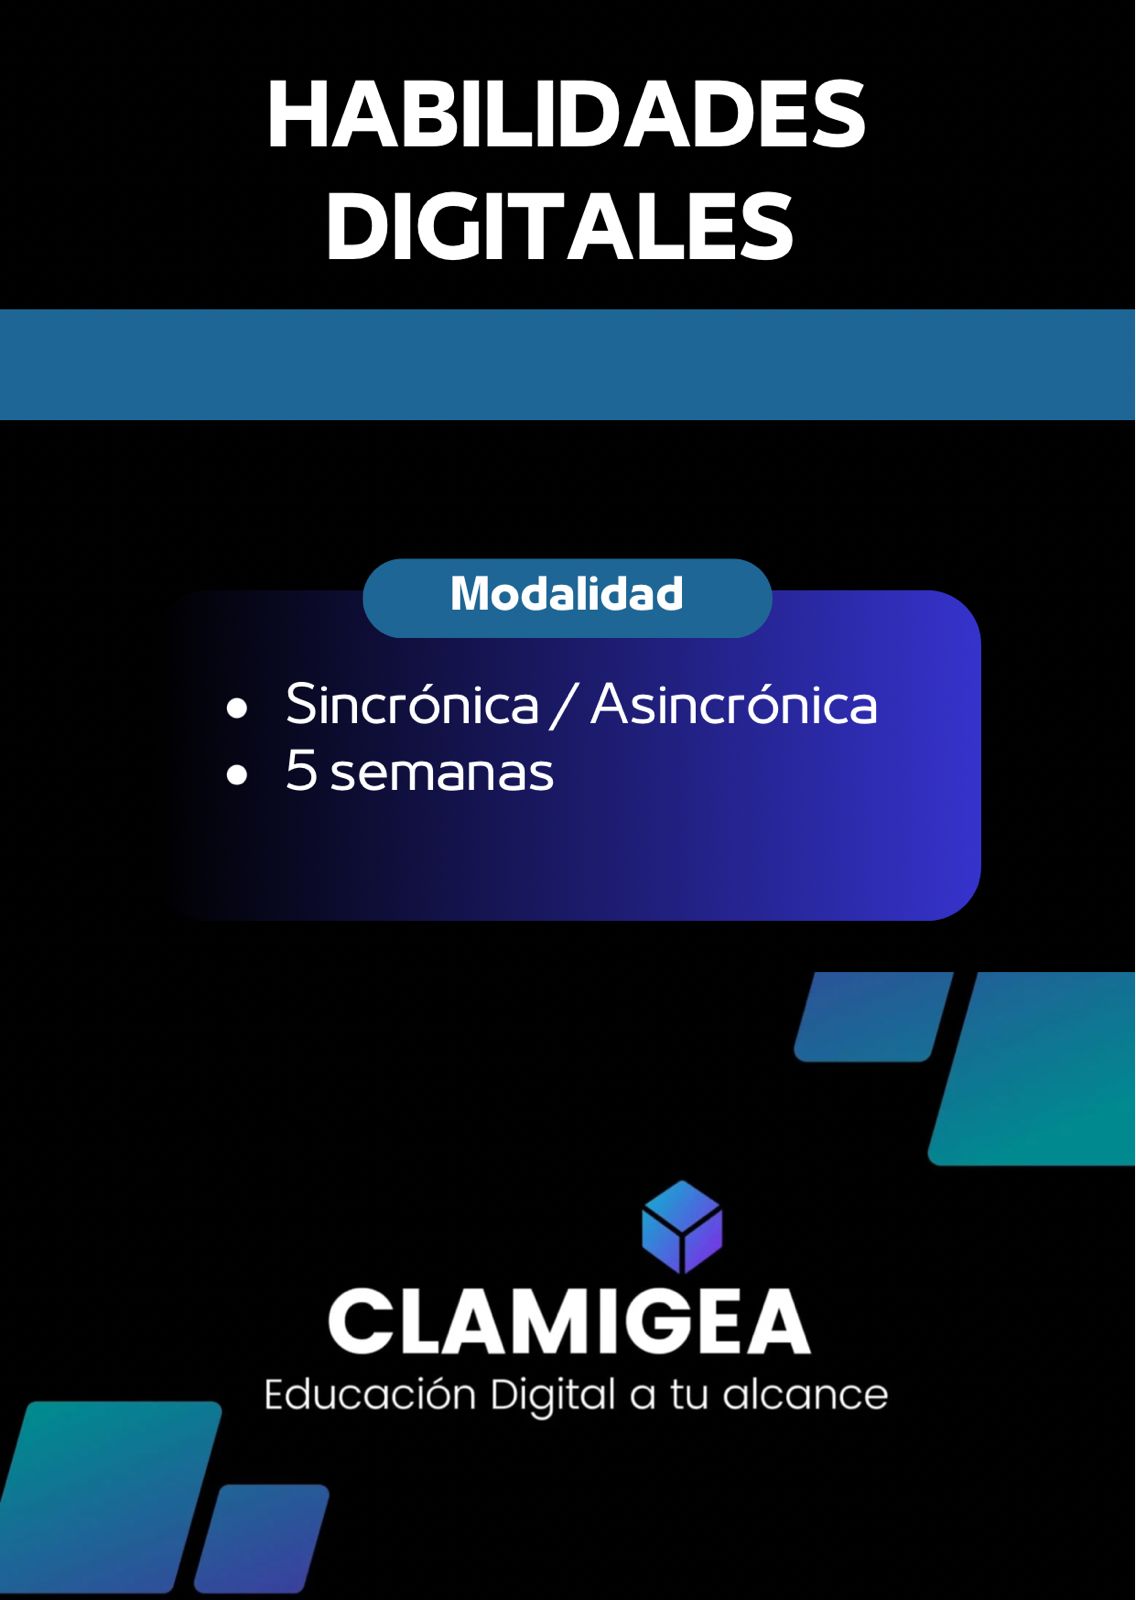 HABILIDADES
DIGITALES
Modalidad
• Sincrónica / Asincrónica
• 5 semanas
CLAMIGEA
Educación Digital a tu alcance